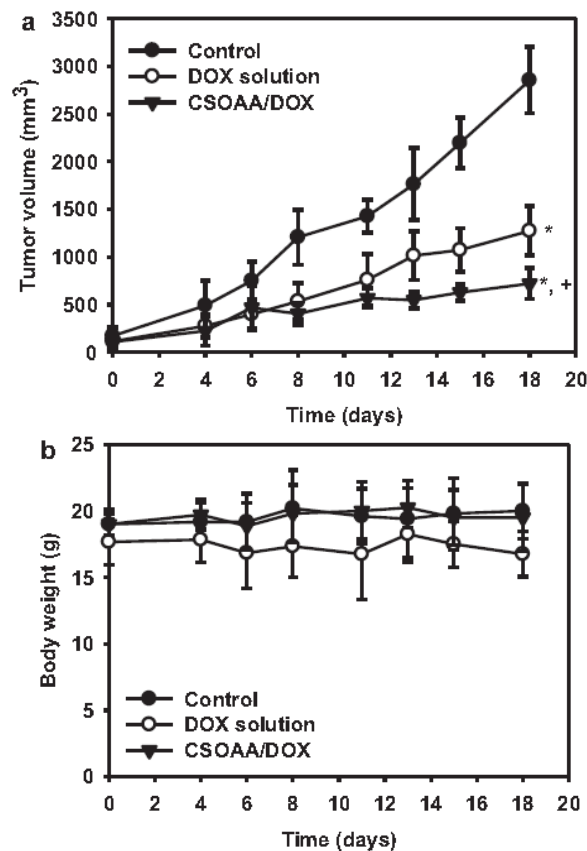 a
Control
DOX solution
CSOAA/DOX
Tumor volume (mm³)
3500
3000
2500
2000
1500
1000
500
0
*
*, +
0 2 4 6 8 10 12 14 16 18 20
Time (days)
b
Body weight (g)
25
20
15
10
5
0
Control
DOX solution
CSOAA/DOX
0 2 4 6 8 10 12 14 16 18 20
Time (days)